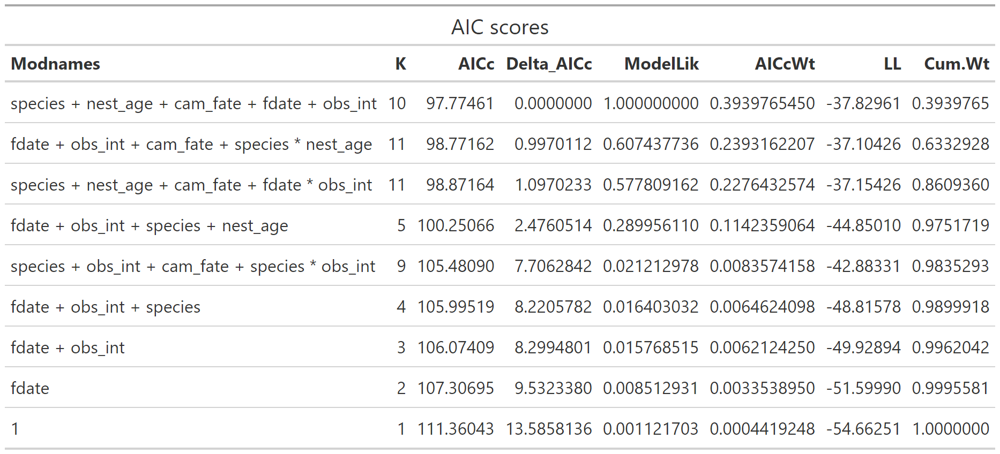 AIC scores
Modnames K AICc Delta_AICc ModelLik AICcWt LL Cum.Wt
species + nest_age + cam_fate + fdate + obs_int 10 97.77461 0.0000000 1.000000000 0.3939765450 -37.82961 0.3939765
fdate + obs_int + cam_fate + species * nest_age 11 98.77162 0.9970112 0.607437736 0.2393162207 -37.10426 0.6332928
species + nest_age + cam_fate + fdate * obs_int 11 98.87164 1.0970233 0.577809162 0.2276432574 -37.15426 0.8609360
fdate + obs_int + species + nest_age 5 100.25066 2.4760514 0.289956110 0.1142359064 -44.85010 0.9751719
species + obs_int + cam_fate + species * obs_int 9 105.48090 7.7062842 0.021212978 0.0083574158 -42.88331 0.9835293
fdate + obs_int + species 4 105.99519 8.2205782 0.016403032 0.0064624098 -48.81578 0.9899918
fdate + obs_int 3 106.07409 8.2994801 0.015768515 0.0062124250 -49.92894 0.9962042
fdate 2 107.30695 9.5323380 0.008512931 0.0033538950 -51.59990 0.9995581
1 1 111.36043 13.5858136 0.001121703 0.0004419248 -54.66251 1.0000000